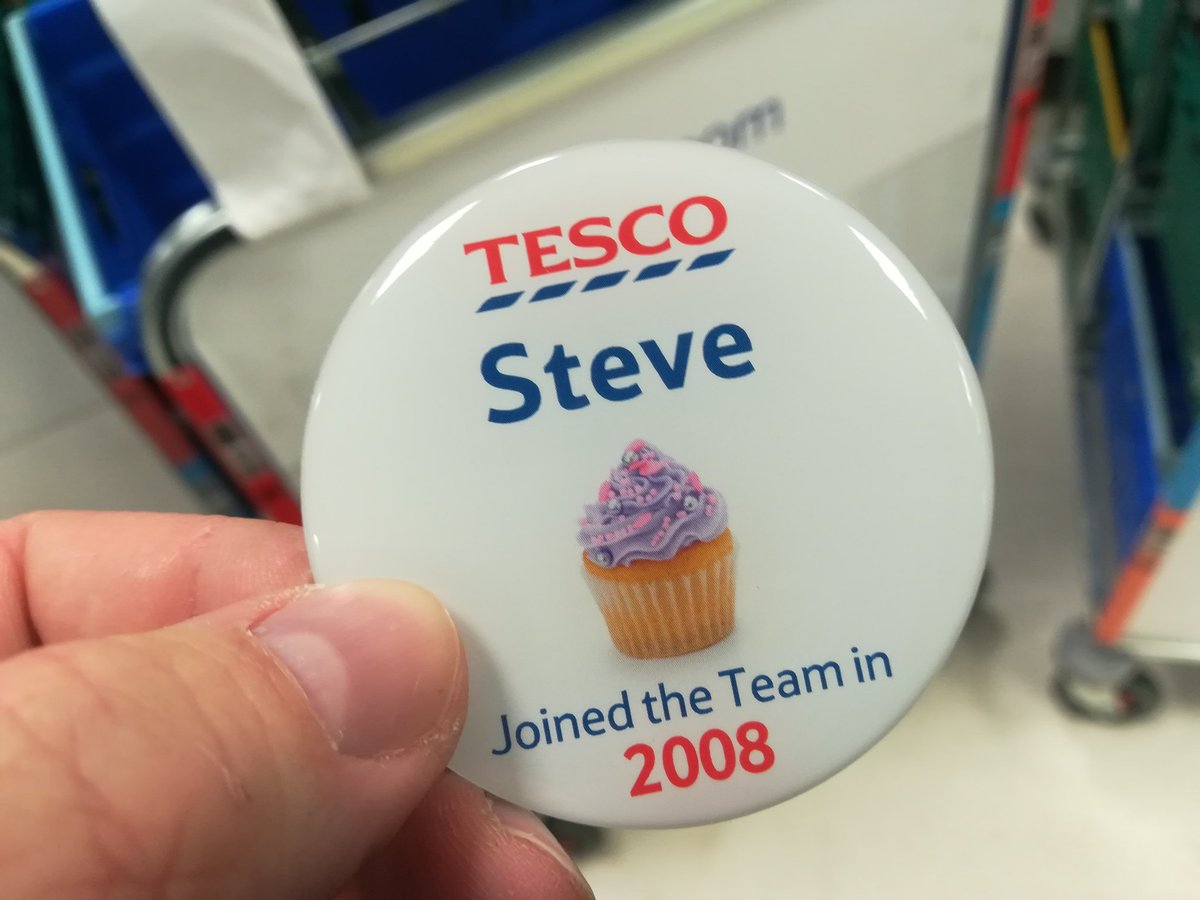 TESCO
Steve
Joined the Team in
2008